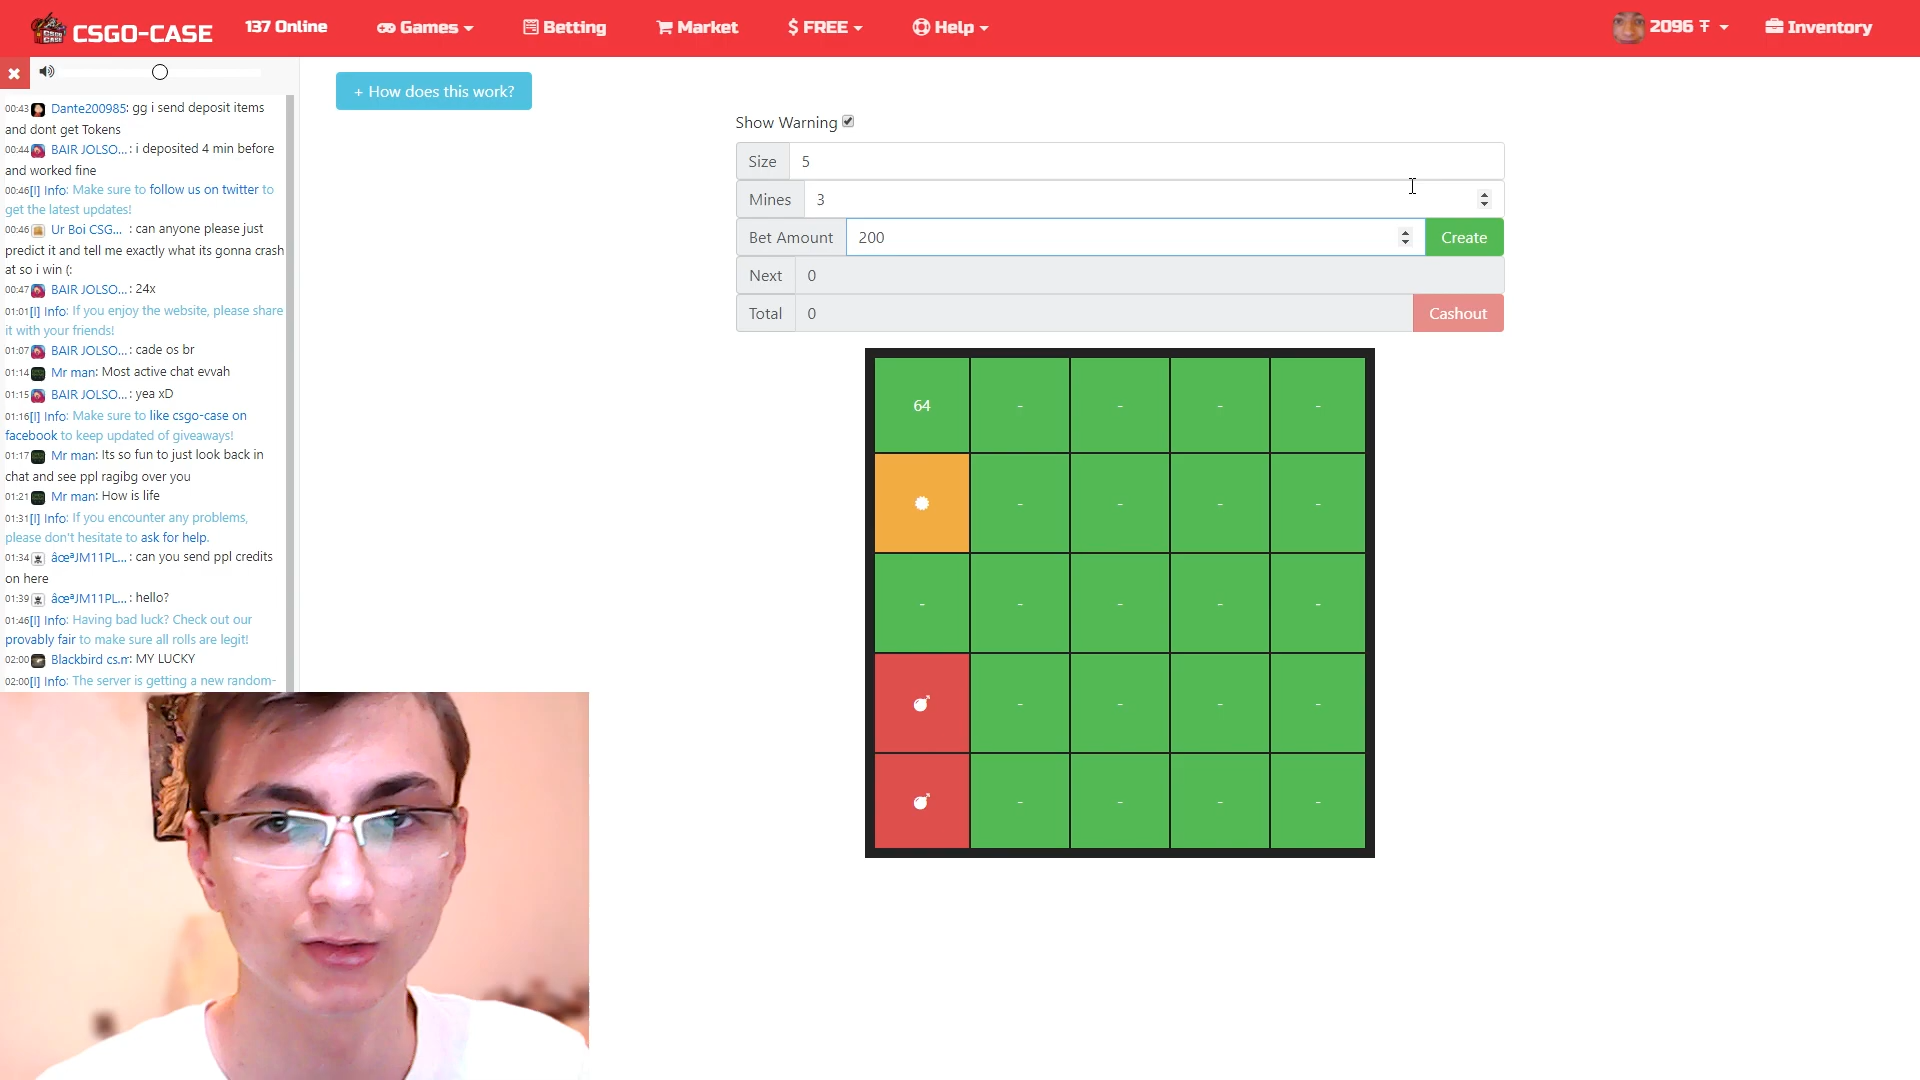 CSGO-CASE
137 Online
Games
Betting
Market
$ FREE
Help
2096 Ŧ
Inventory
00:43 Dante200985: gg i send deposit items
and dont get Tokens
00:44 BAIR JOLSO...: i deposited 4 min before
and worked fine
00:46[I] Info: Make sure to follow us on twitter to
get the latest updates!
00:46 Ur Boi CSG... : can anyone please just
predict it and tell me exactly what its gonna crash
at so i win (:
00:47 BAIR JOLSO...: 24x
01:01[I] Info: If you enjoy the website, please share
it with your friends!
01:07 BAIR JOLSO...: cade os br
01:14 Mr man: Most active chat evvah
01:15 BAIR JOLSO...: yea xD
01:16[I] Info: Make sure to like csgo-case on
facebook to keep updated of giveaways!
01:17 Mr man: Its so fun to just look back in
chat and see ppl ragibg over you
01:21 Mr man: How is life
01:31[I] Info: If you encounter any problems,
please don't hesitate to ask for help.
01:34 âœªJM11PL...: can you send ppl credits
on here
01:39 âœªJM11PL...: hello?
01:46[I] Info: Having bad luck? Check out our
provably fair to make sure all rolls are legit!
02:00 Blackbird cs.m: MY LUCKY
02:00[I] Info: The server is getting a new random-
+ How does this work?
Show Warning
Size 5
Mines 3
Bet Amount 200 Create
Next 0
Total 0 Cashout
64 - - - -
- - - -
- - - - -
- - - -
- - - -